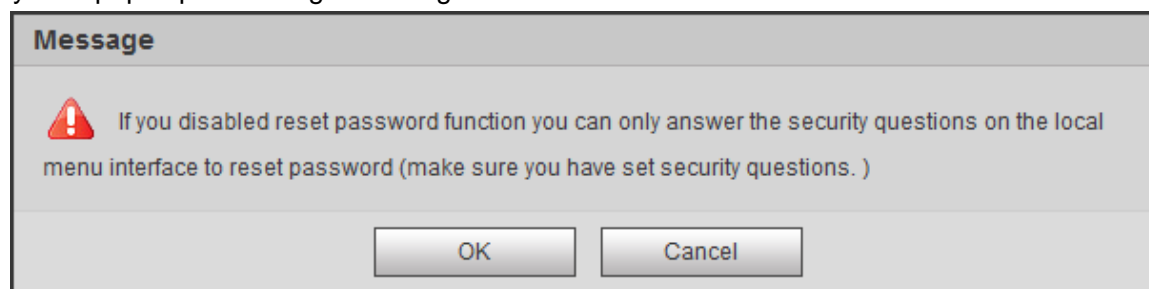 Message
If you disabled reset password function you can only answer the security questions on the local
menu interface to reset password (make sure you have set security questions. )
OK Cancel